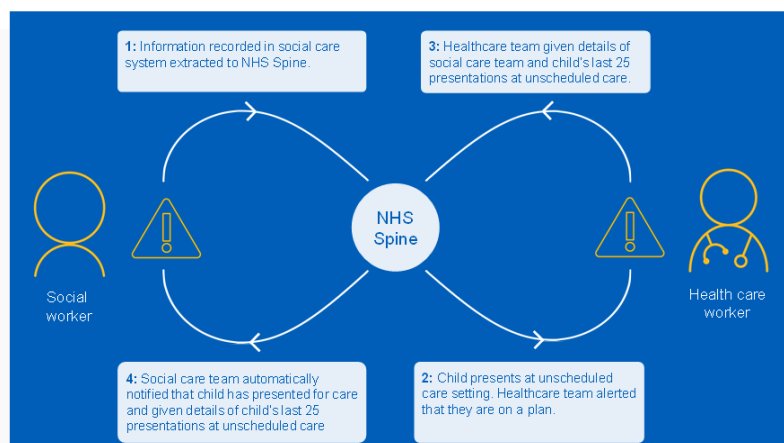 1: Information recorded in social care
system extracted to NHS Spine.
3: Healthcare team given details of
social care team and child's last 25
presentations at unscheduled care.
NHS
Spine
Social
worker
Health care
worker
4: Social care team automatically
notified that child has presented for care
and given details of child's last 25
presentations at unscheduled care
2: Child presents at unscheduled
care setting. Healthcare team alerted
that they are on a plan.